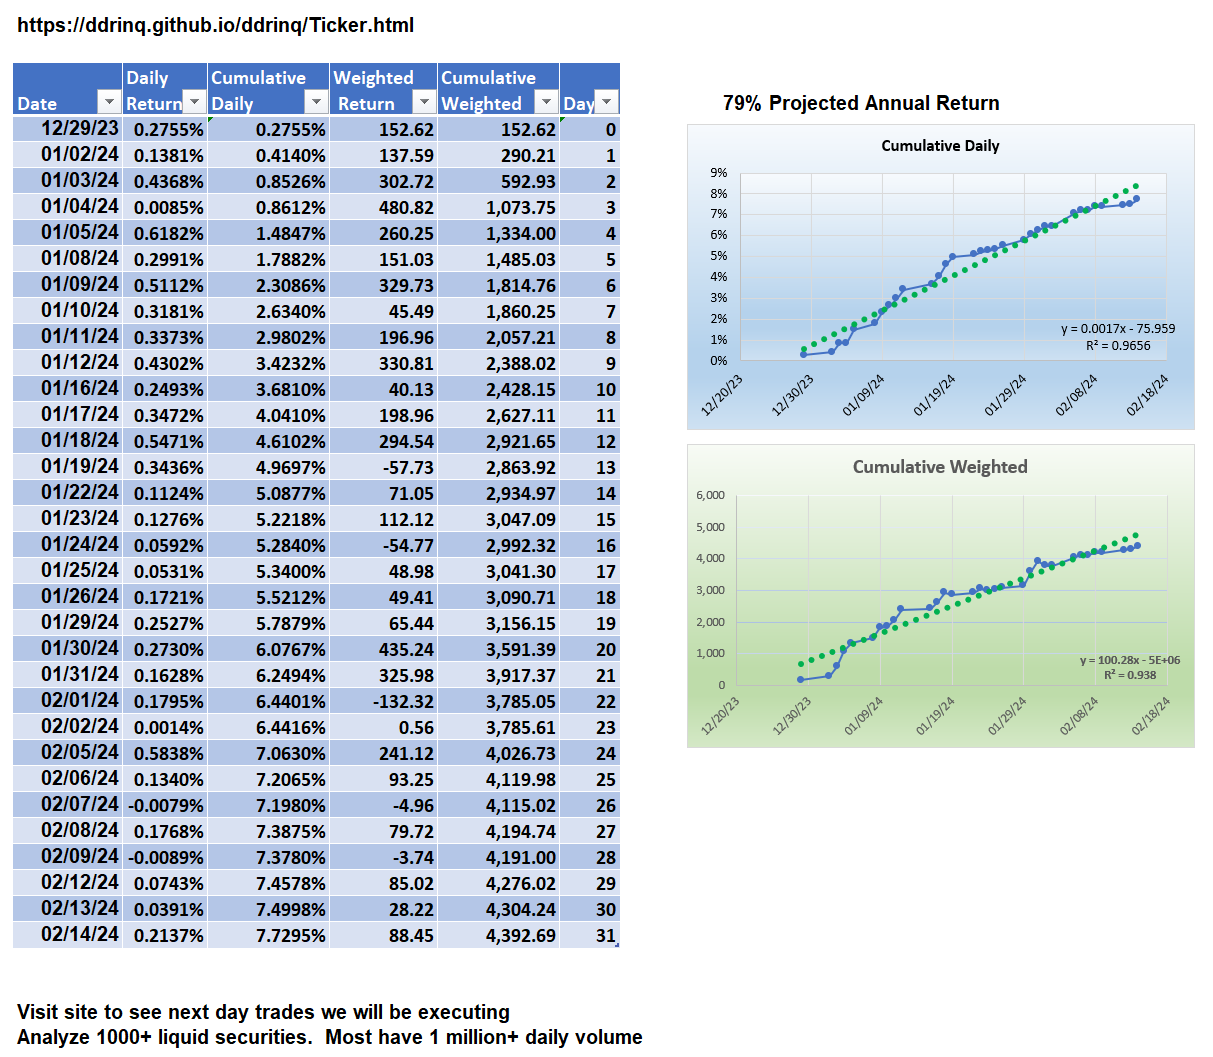 https://ddrinq.github.io/ddrinq/Ticker.html
Date Daily Return Cumulative Daily Weighted Return Cumulative Weighted Day
12/29/23 0.2755% 0.2755% 152.62 152.62 0
01/02/24 0.1381% 0.4140% 137.59 290.21 1
01/03/24 0.4368% 0.8526% 302.72 592.93 2
01/04/24 0.0085% 0.8612% 480.82 1,073.75 3
01/05/24 0.6182% 1.4847% 260.25 1,334.00 4
01/08/24 0.2991% 1.7882% 151.03 1,485.03 5
01/09/24 0.5112% 2.3086% 329.73 1,814.76 6
01/10/24 0.3181% 2.6340% 45.49 1,860.25 7
01/11/24 0.3373% 2.9802% 196.96 2,057.21 8
01/12/24 0.4302% 3.4232% 330.81 2,388.02 9
01/16/24 0.2493% 3.6810% 40.13 2,428.15 10
01/17/24 0.3472% 4.0410% 198.96 2,627.11 11
01/18/24 0.5471% 4.6102% 294.54 2,921.65 12
01/19/24 0.3436% 4.9697% -57.73 2,863.92 13
01/22/24 0.1124% 5.0877% 71.05 2,934.97 14
01/23/24 0.1276% 5.2218% 112.12 3,047.09 15
01/24/24 0.0592% 5.2840% -54.77 2,992.32 16
01/25/24 0.0531% 5.3400% 48.98 3,041.30 17
01/26/24 0.1721% 5.5212% 49.41 3,090.71 18
01/29/24 0.2527% 5.7879% 65.44 3,156.15 19
01/30/24 0.2730% 6.0767% 435.24 3,591.39 20
01/31/24 0.1628% 6.2494% 325.98 3,917.37 21
02/01/24 0.1795% 6.4401% -132.32 3,785.05 22
02/02/24 0.0014% 6.4416% 0.56 3,785.61 23
02/05/24 0.5838% 7.0630% 241.12 4,026.73 24
02/06/24 0.1340% 7.2065% 93.25 4,119.98 25
02/07/24 -0.0079% 7.1980% -4.96 4,115.02 26
02/08/24 0.1768% 7.3875% 79.72 4,194.74 27
02/09/24 -0.0089% 7.3780% -3.74 4,191.00 28
02/12/24 0.0743% 7.4578% 85.02 4,276.02 29
02/13/24 0.0391% 7.4998% 28.22 4,304.24 30
02/14/24 0.2137% 7.7295% 88.45 4,392.69 31
79% Projected Annual Return
Cumulative Daily
9%
8%
7%
6%
5%
4%
3%
2%
1%
0%
y = 0.0017x - 75.959
R² = 0.9656
12/20/23 12/30/23 01/09/24 01/19/24 01/29/24 02/08/24 02/18/24
Cumulative Weighted
6,000
5,000
4,000
3,000
2,000
1,000
0
y = 100.28x - 5E+06
R² = 0.938
12/20/23 12/30/23 01/09/24 01/19/24 01/29/24 02/08/24 02/18/24
Visit site to see next day trades we will be executing
Analyze 1000+ liquid securities. Most have 1 million+ daily volume